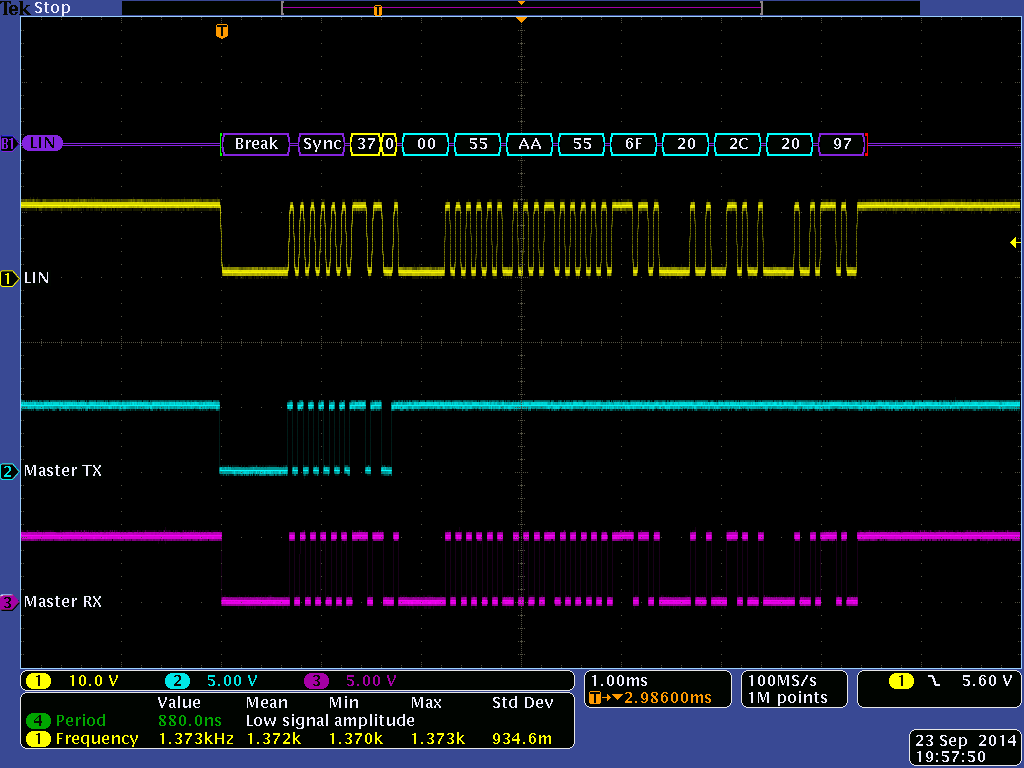 Tek Stop
T
T
B1 LIN Break Sync 37 0 00 55 AA 55 6F 20 2C 20 97
1 LIN
2 Master TX
3 Master RX
1 10.0 V 2 5.00 V 3 5.00 V
1.00ms
T→▼2.98600ms
100MS/s
1M points
1 5.60 V
Value Mean Min Max Std Dev
4 Period 880.0ns Low signal amplitude
1 Frequency 1.373kHz 1.372k 1.370k 1.373k 934.6m
23 Sep 2014
19:57:50